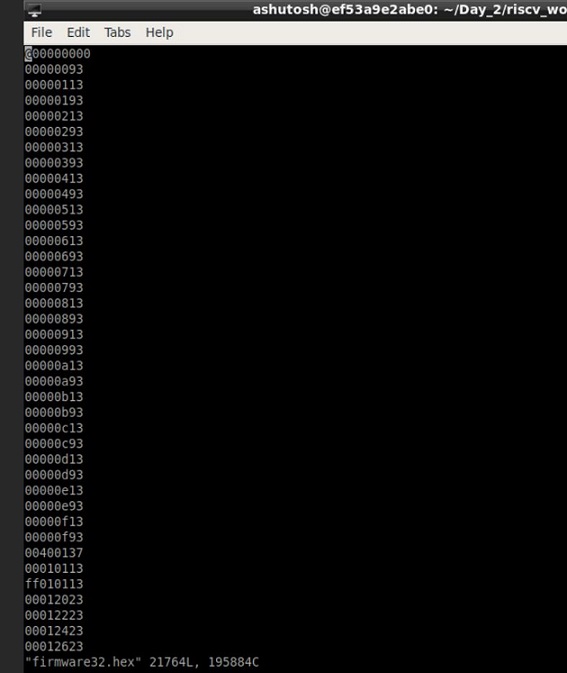 ashutosh@ef53a9e2abe0: ~/Day_2/riscv_wo
File Edit Tabs Help
@00000000
00000093
00000113
00000193
00000213
00000293
00000313
00000393
00000413
00000493
00000513
00000593
00000613
00000693
00000713
00000793
00000813
00000893
00000913
00000993
00000a13
00000a93
00000b13
00000b93
00000c13
00000c93
00000d13
00000d93
00000e13
00000e93
00000f13
00000f93
00400137
00010113
ff010113
00012023
00012223
00012423
00012623
"firmware32.hex" 21764L, 195884C